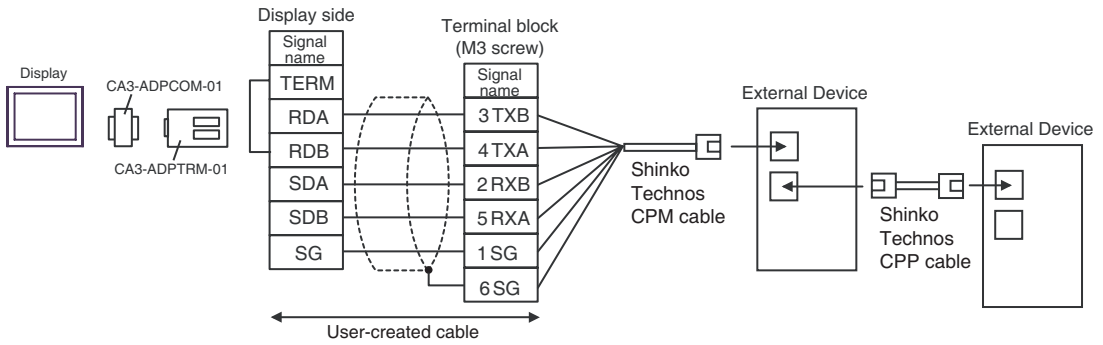 Display
CA3-ADPCOM-01
CA3-ADPTRM-01
Display side
Signal
name
TERM
RDA
RDB
SDA
SDB
SG
Terminal block
(M3 screw)
Signal
name
3 TXB
4 TXA
2 RXB
5 RXA
1 SG
6 SG
User-created cable
Shinko
Technos
CPM cable
External Device
Shinko
Technos
CPP cable
External Device